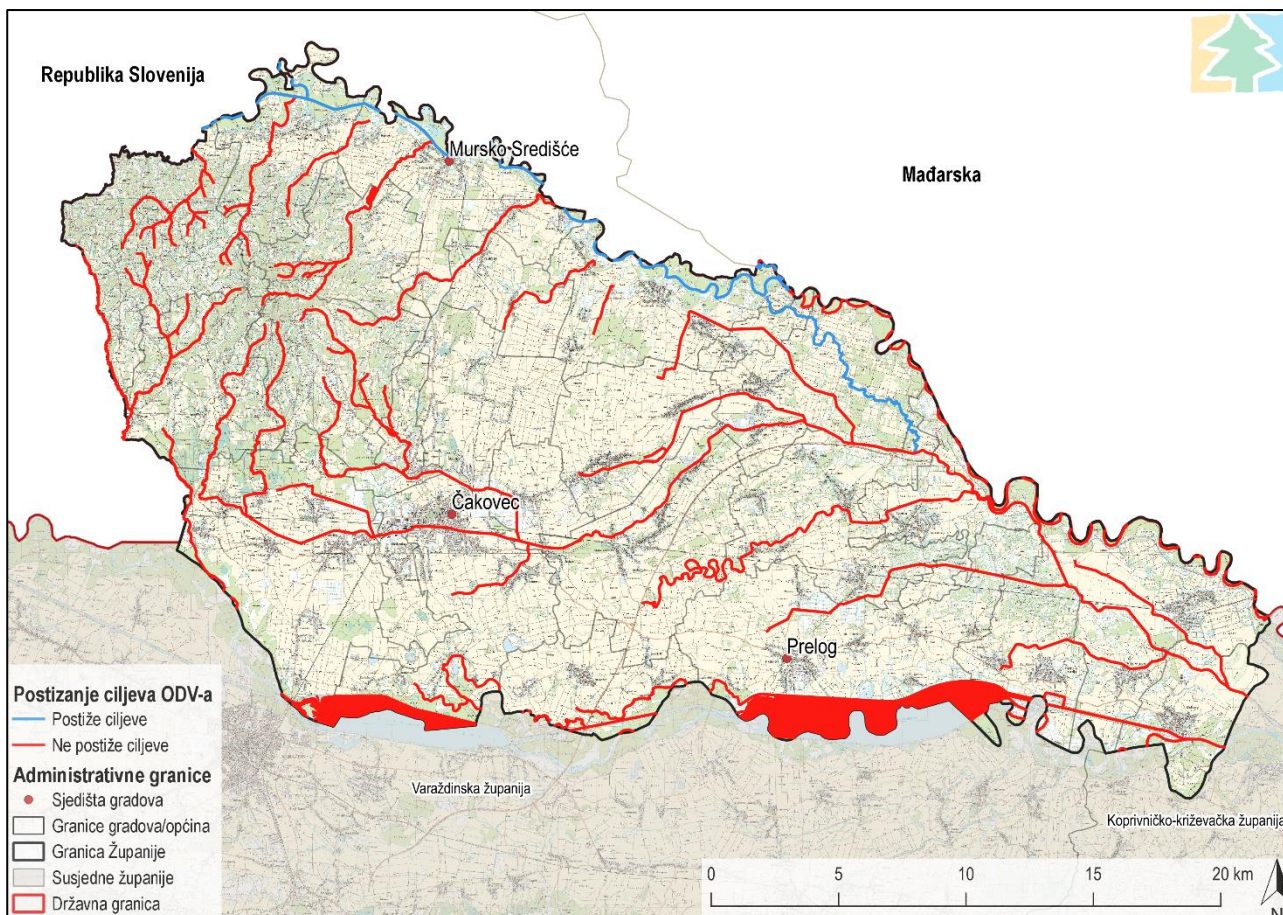 Republika Slovenija
Mađarska
Mursko Središće
Čakovec
Prelog
Varaždinska županija
Koprivničko-križevačka županija
Postizanje ciljeva ODV-a
Postiže ciljeve
Ne postiže ciljeve
Administrativne granice
Sjedišta gradova
Granice gradova/općina
Granica Županije
Susjedne županije
Državna granica
0 5 10 15 20 km
N